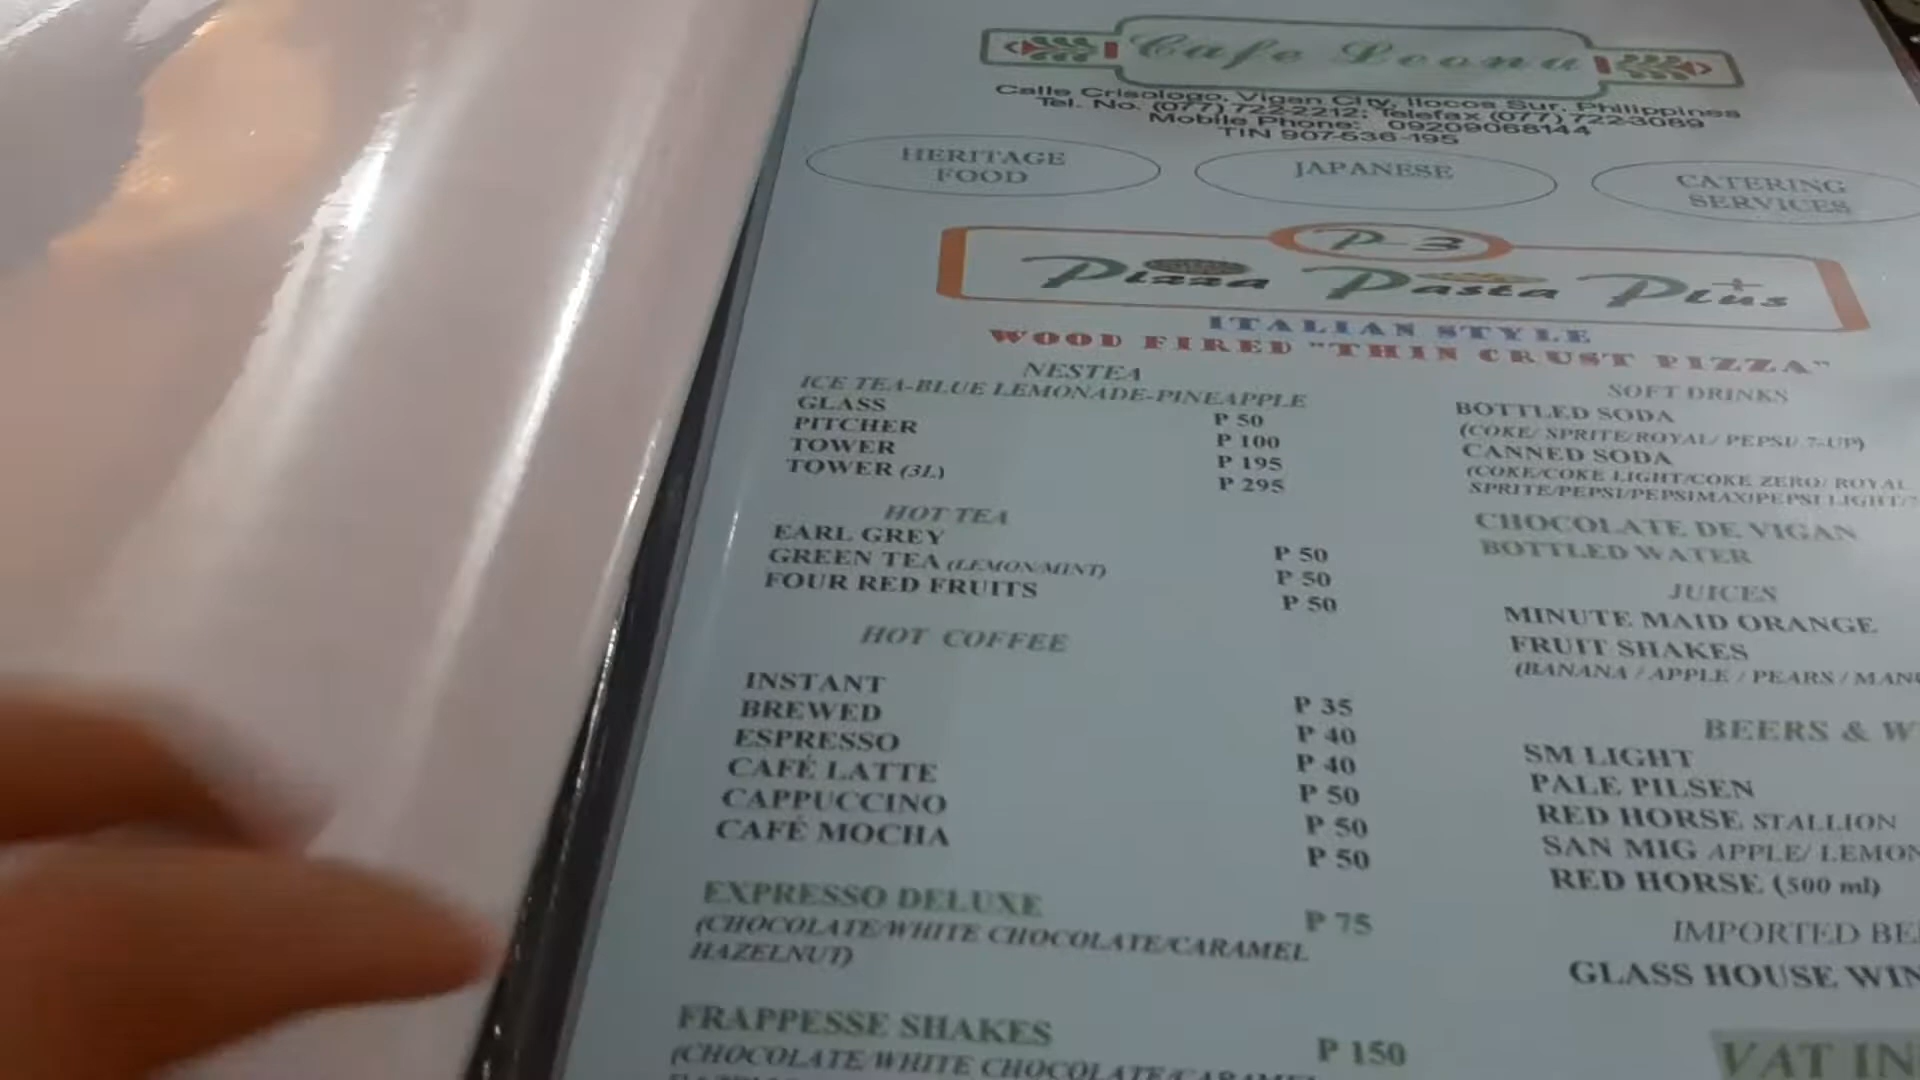 Cafe Leona
Calle Crisologo, Vigan City, Ilocos Sur, Philippines
Tel. No. (077) 722-2212; Telefax (077) 722-3089
Mobile Phone: 09209068144
TIN 907-536-195
HERITAGE FOOD
JAPANESE
CATERING SERVICES
P-3
Pizza Pasta Plus
ITALIAN STYLE
WOOD FIRED "THIN CRUST PIZZA"
NESTEA
ICE TEA-BLUE LEMONADE-PINEAPPLE
GLASS P 50
PITCHER P 100
TOWER P 195
TOWER (3L) P 295
HOT TEA
EARL GREY P 50
GREEN TEA (LEMON/MINT) P 50
FOUR RED FRUITS P 50
HOT COFFEE
INSTANT P 35
BREWED P 40
ESPRESSO P 40
CAFÉ LATTE P 50
CAPPUCCINO P 50
CAFÉ MOCHA P 50
EXPRESSO DELUXE P 75
(CHOCOLATE/WHITE CHOCOLATE/CARAMEL
HAZELNUT)
FRAPPESSE SHAKES P 150
(CHOCOLATE/WHITE CHOCOLATE/CARAMEL
SOFT DRINKS
BOTTLED SODA
(COKE/ SPRITE/ROYAL/ PEPSI/ 7-UP)
CANNED SODA
(COKE/COKE LIGHT/COKE ZERO/ ROYAL
SPRITE/PEPSI/PEPSIMAX/PEPSI LIGHT/
CHOCOLATE DE VIGAN
BOTTLED WATER
JUICES
MINUTE MAID ORANGE
FRUIT SHAKES
(BANANA / APPLE / PEARS /
BEERS &
SM LIGHT
PALE PILSEN
RED HORSE STALLION
SAN MIG APPLE/ LEMON
RED HORSE (500 ml)
IMPORTED
GLASS HOUSE
VAT